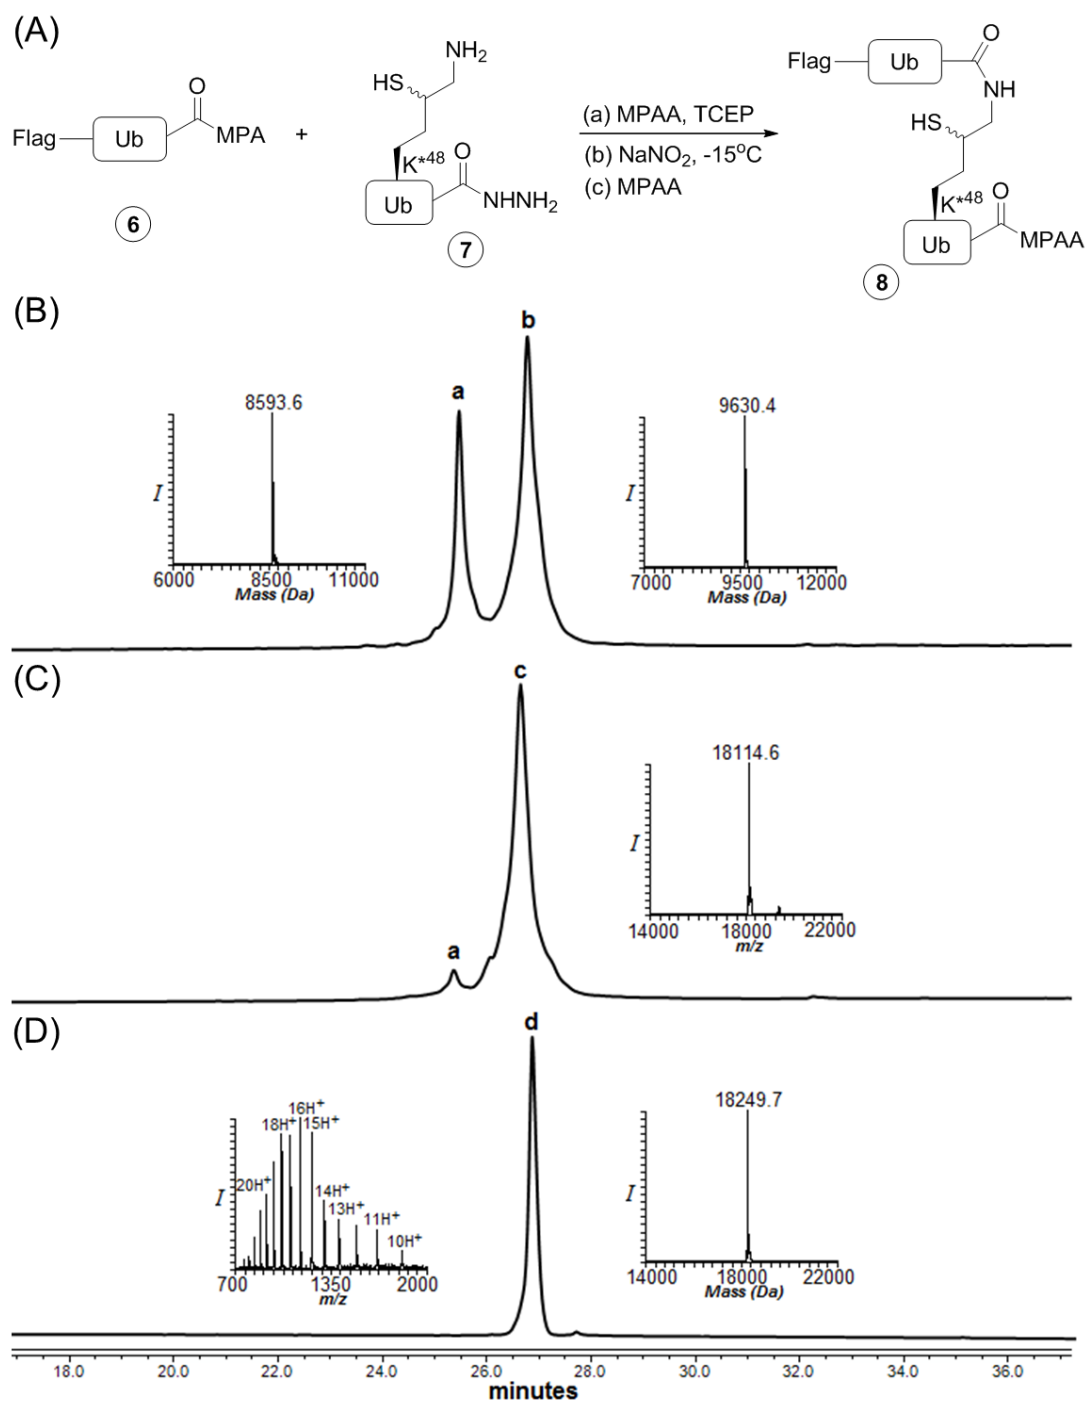 (A)
NH₂
HS
O
MPA
Flag
Ub
+
K*⁴⁸
O
NHNH₂
Ub
6
7
(a) MPAA, TCEP
(b) NaNO₂, -15°C
(c) MPAA
O
Flag
Ub
NH
HS
K*⁴⁸
O
MPAA
Ub
8
(B)
a
b
8593.6
I
6000 8500 11000
Mass (Da)
9630.4
I
7000 9500 12000
Mass (Da)
(C)
c
a
18114.6
I
14000 18000 22000
m/z
(D)
d
16H⁺
18H⁺ 15H⁺
20H⁺
14H⁺
13H⁺
11H⁺
10H⁺
I
700 1350 2000
m/z
18249.7
I
14000 18000 22000
Mass (Da)
18.0 20.0 22.0 24.0 26.0 28.0 30.0 32.0 34.0 36.0
minutes